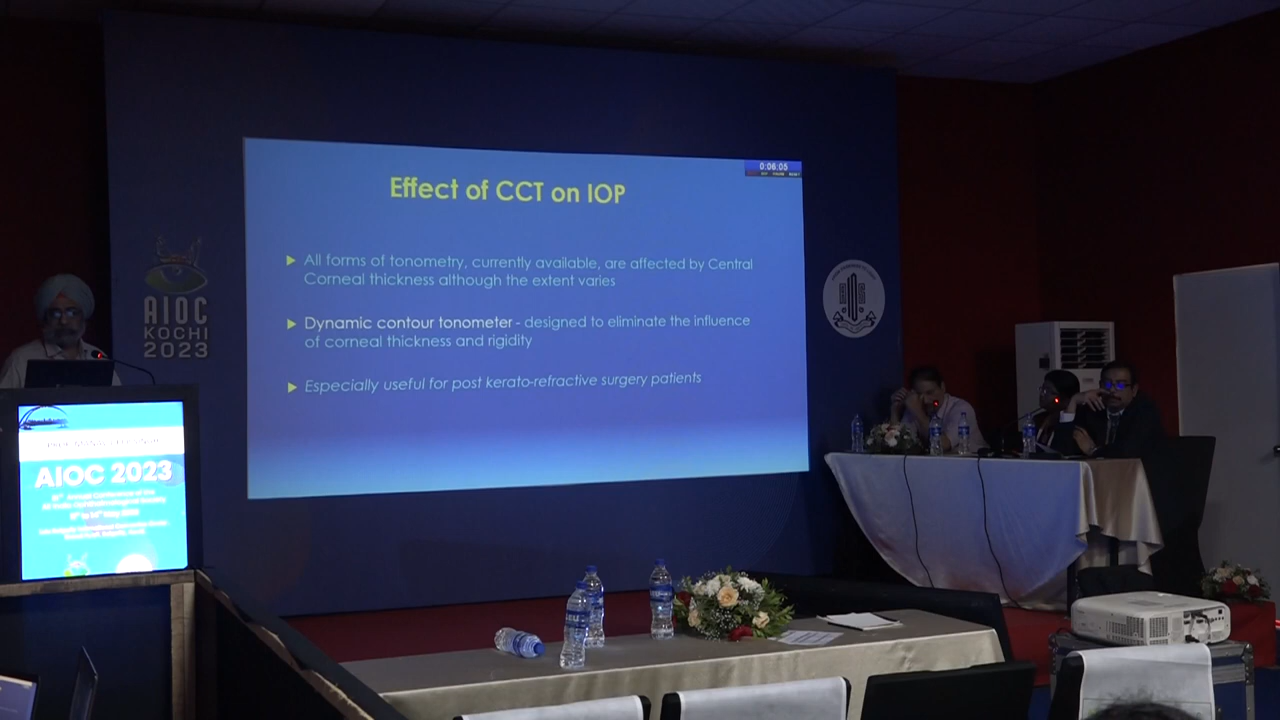 0:06:05
Effect of CCT on IOP
All forms of tonometry, currently available, are affected by Central
Corneal thickness although the extent varies
Dynamic contour tonometer - designed to eliminate the influence
of corneal thickness and rigidity
Especially useful for post kerato-refractive surgery patients
AIOC
KOCHI
2023
AIOC 2023